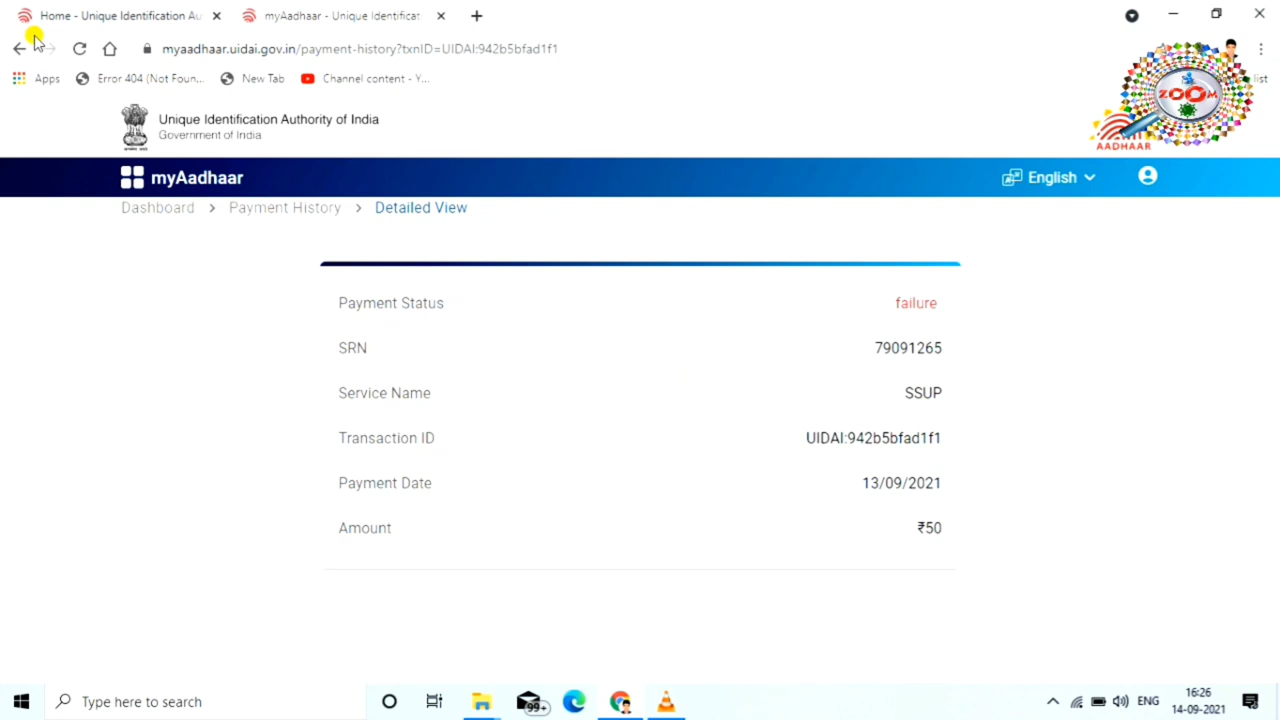 Home - Unique Identification Au
myAadhaar - Unique Identificat
myaadhaar.uidai.gov.in/payment-history?txnID=UIDAI:942b5bfad1f1
Apps
Error 404 (Not Foun...
New Tab
Channel content - Y...
list
ZOOM
AADHAAR
Unique Identification Authority of India
Government of India
myAadhaar
English
Dashboard > Payment History > Detailed View
Payment Status failure
SRN 79091265
Service Name SSUP
Transaction ID UIDAI:942b5bfad1f1
Payment Date 13/09/2021
Amount ₹50
Type here to search
99+
ENG
16:26
14-09-2021